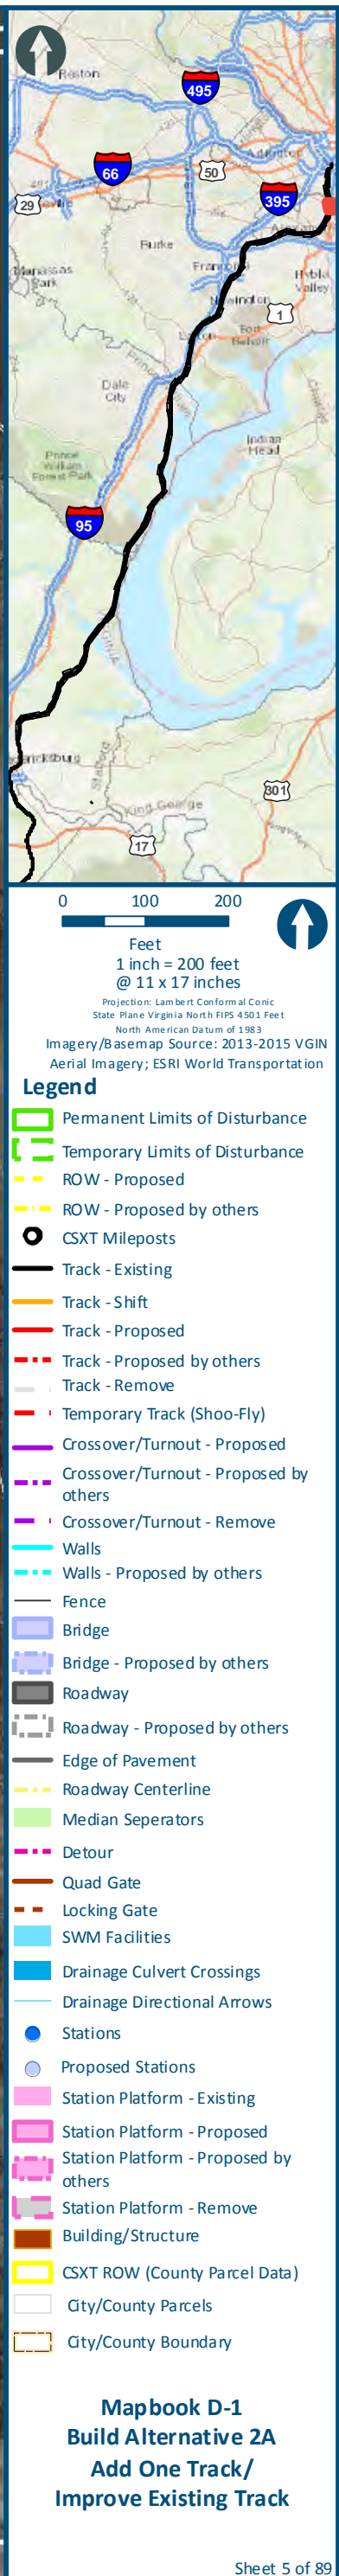 Reston
495
66
50
Arlington
29
395
Burke
Manassas
Park
Hybla
Valley
1
Fort
Belvoir
Dale
City
Indian
Head
Prince
William
Forest Park
95
Stafford
King George
301
17
0 100 200
Feet
1 inch = 200 feet
@ 11 x 17 inches
Projection: Lambert Conformal Conic
State Plane Virginia North FIPS 4501 Feet
North American Datum of 1983
Imagery/Basemap Source: 2013-2015 VGIN
Aerial Imagery; ESRI World Transportation
Legend
Permanent Limits of Disturbance
Temporary Limits of Disturbance
ROW - Proposed
ROW - Proposed by others
CSXT Mileposts
Track - Existing
Track - Shift
Track - Proposed
Track - Proposed by others
Track - Remove
Temporary Track (Shoo-Fly)
Crossover/Turnout - Proposed
Crossover/Turnout - Proposed by
others
Crossover/Turnout - Remove
Walls
Walls - Proposed by others
Fence
Bridge
Bridge - Proposed by others
Roadway
Roadway - Proposed by others
Edge of Pavement
Roadway Centerline
Median Seperators
Detour
Quad Gate
Locking Gate
SWM Facilities
Drainage Culvert Crossings
Drainage Directional Arrows
Stations
Proposed Stations
Station Platform - Existing
Station Platform - Proposed
Station Platform - Proposed by
others
Station Platform - Remove
Building/Structure
CSXT ROW (County Parcel Data)
City/County Parcels
City/County Boundary
Mapbook D-1
Build Alternative 2A
Add One Track/
Improve Existing Track
Sheet 5 of 89